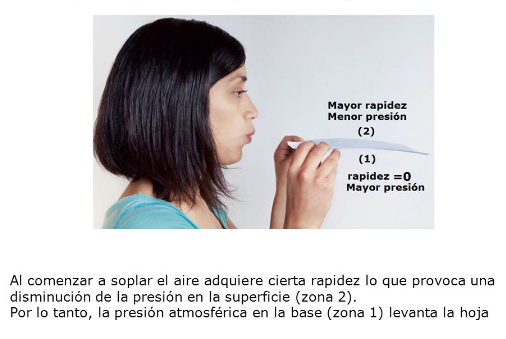 Mayor rapidez
Menor presión
(2)
(1)
rapidez =0
Mayor presión
Al comenzar a soplar el aire adquiere cierta rapidez lo que provoca una
disminución de la presión en la superficie (zona 2).
Por lo tanto, la presión atmosférica en la base (zona 1) levanta la hoja